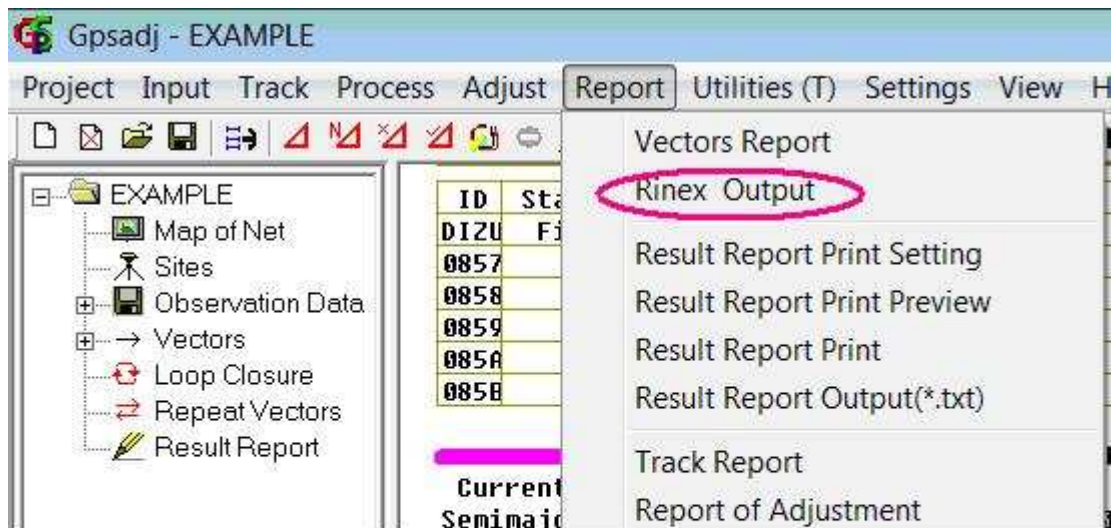 Gpsadj - EXAMPLE
Project Input Track Process Adjust Report Utilities (T) Settings View
EXAMPLE
Map of Net
Sites
Observation Data
Vectors
Loop Closure
Repeat Vectors
Result Report
ID
DIZU
0857
0858
0859
085A
085B
Current
Vectors Report
Rinex Output
Result Report Print Setting
Result Report Print Preview
Result Report Print
Result Report Output(*.txt)
Track Report
Report of Adjustment